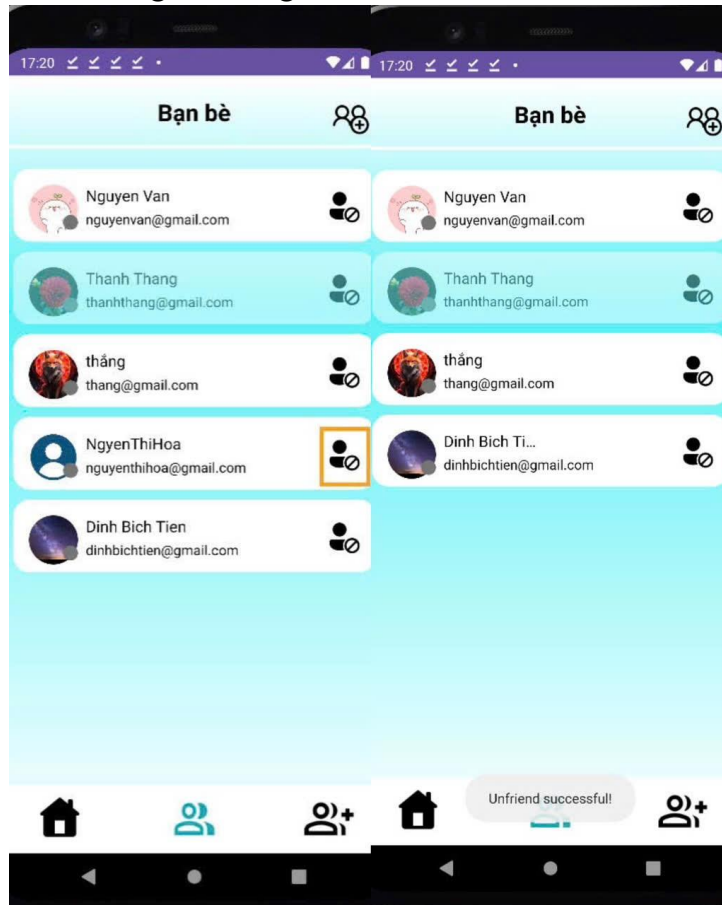 17:20
Bạn bè
Nguyen Van
nguyenvan@gmail.com
Thanh Thang
thanhthang@gmail.com
thắng
thang@gmail.com
NgyenThiHoa
nguyenthihoa@gmail.com
Dinh Bich Tien
dinhbichtien@gmail.com
17:20
Bạn bè
Nguyen Van
nguyenvan@gmail.com
Thanh Thang
thanhthang@gmail.com
thắng
thang@gmail.com
Dinh Bich Ti...
dinhbichtien@gmail.com
Unfriend successful!